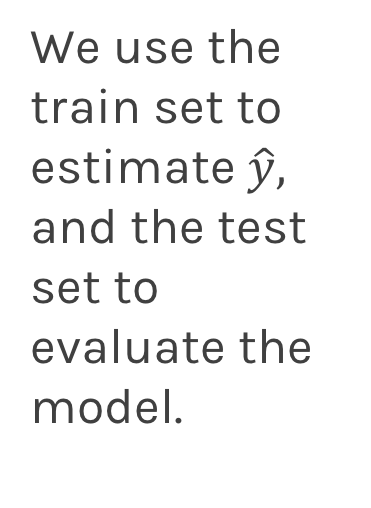 We use the
train set to
estimate ŷ,
and the test
set to
evaluate the
model.